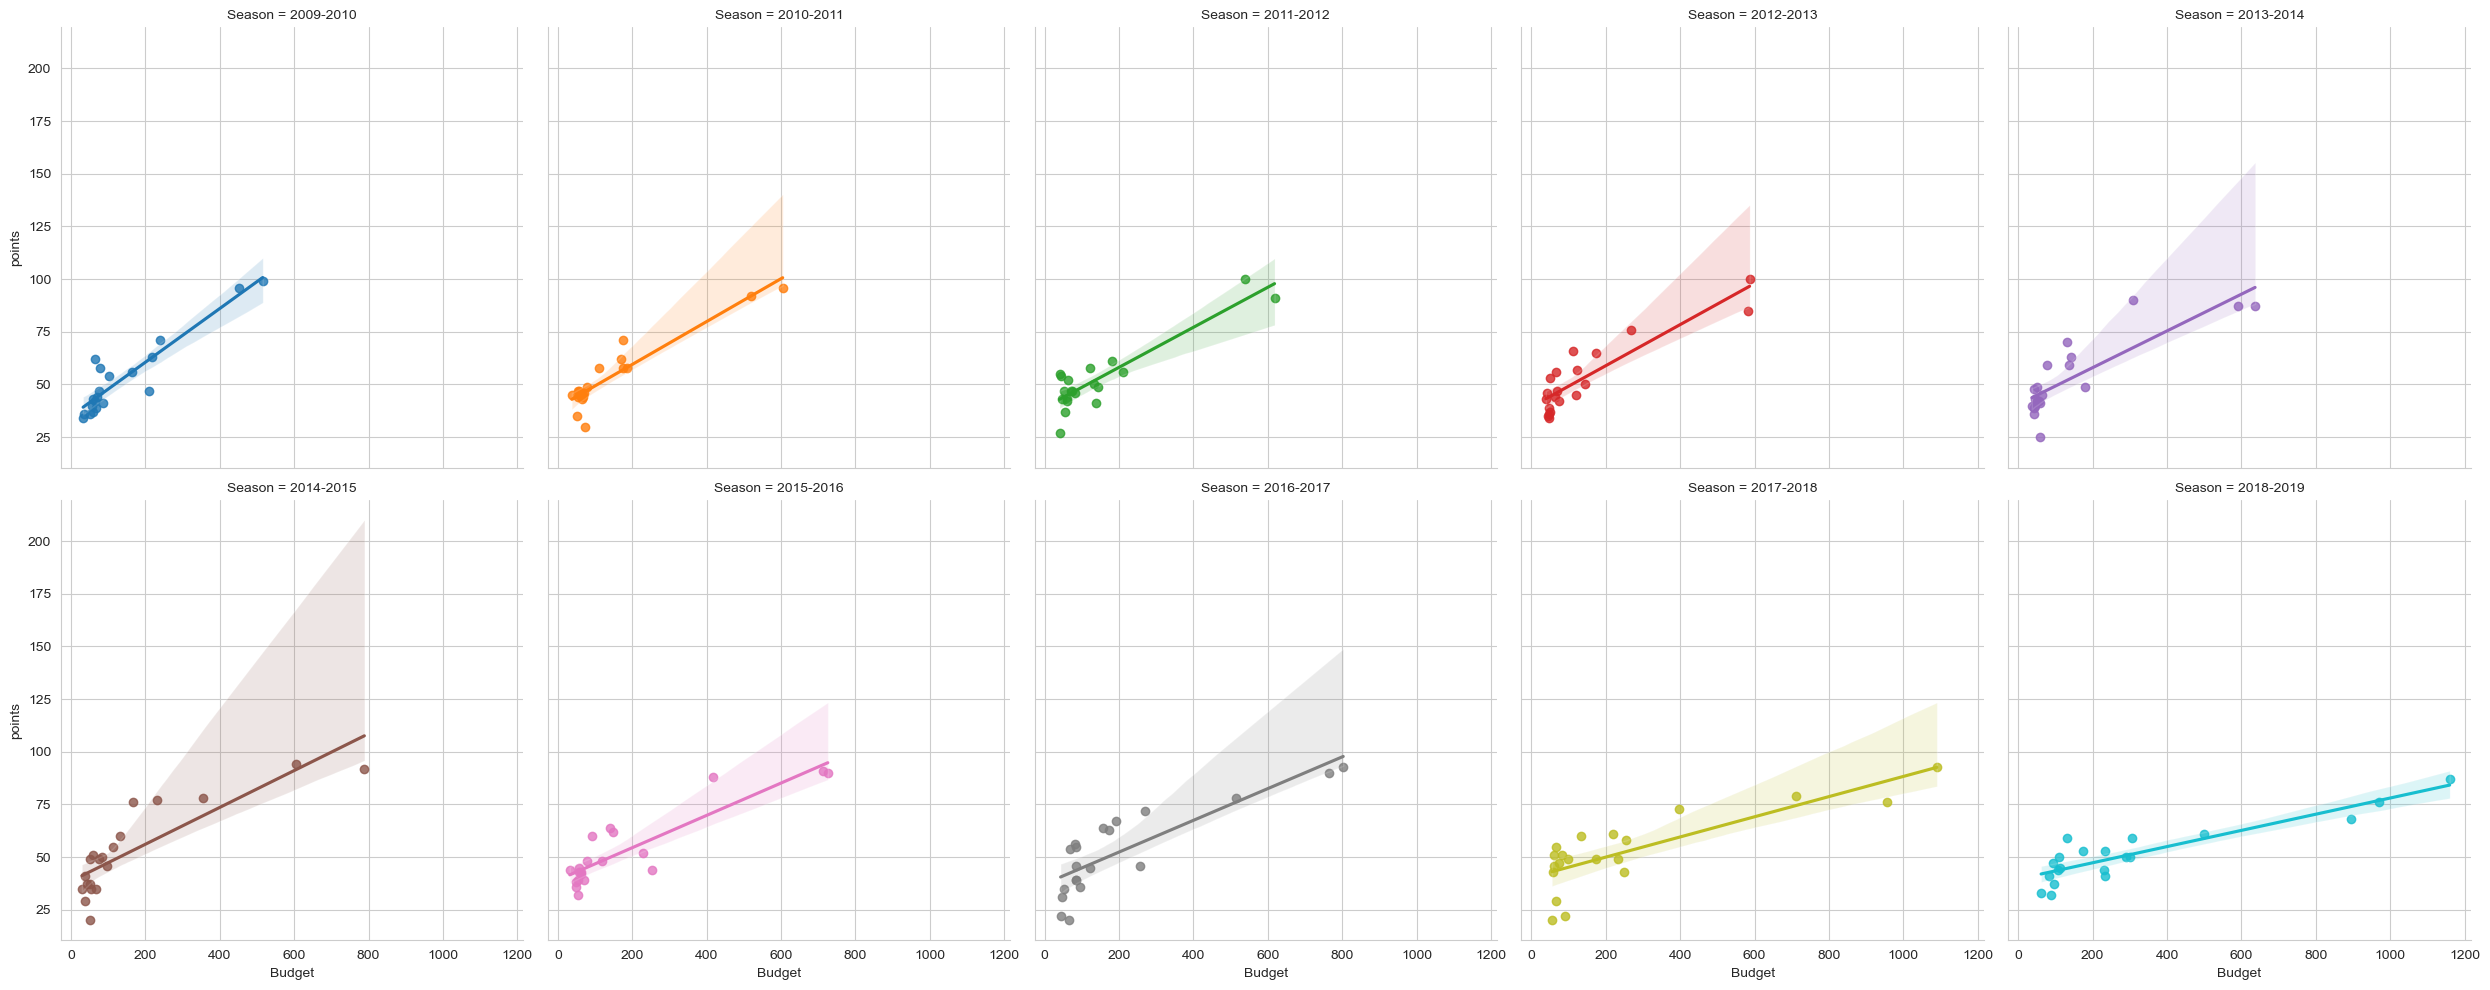 Season = 2009-2010
Season = 2010-2011
Season = 2011-2012
Season = 2012-2013
Season = 2013-2014
200
175
150
125
100
75
50
25
points
0 200 400 600 800 1000 1200
0 200 400 600 800 1000 1200
0 200 400 600 800 1000 1200
0 200 400 600 800 1000 1200
0 200 400 600 800 1000 1200
Season = 2014-2015
Season = 2015-2016
Season = 2016-2017
Season = 2017-2018
Season = 2018-2019
200
175
150
125
100
75
50
25
points
Budget
Budget
Budget
Budget
Budget